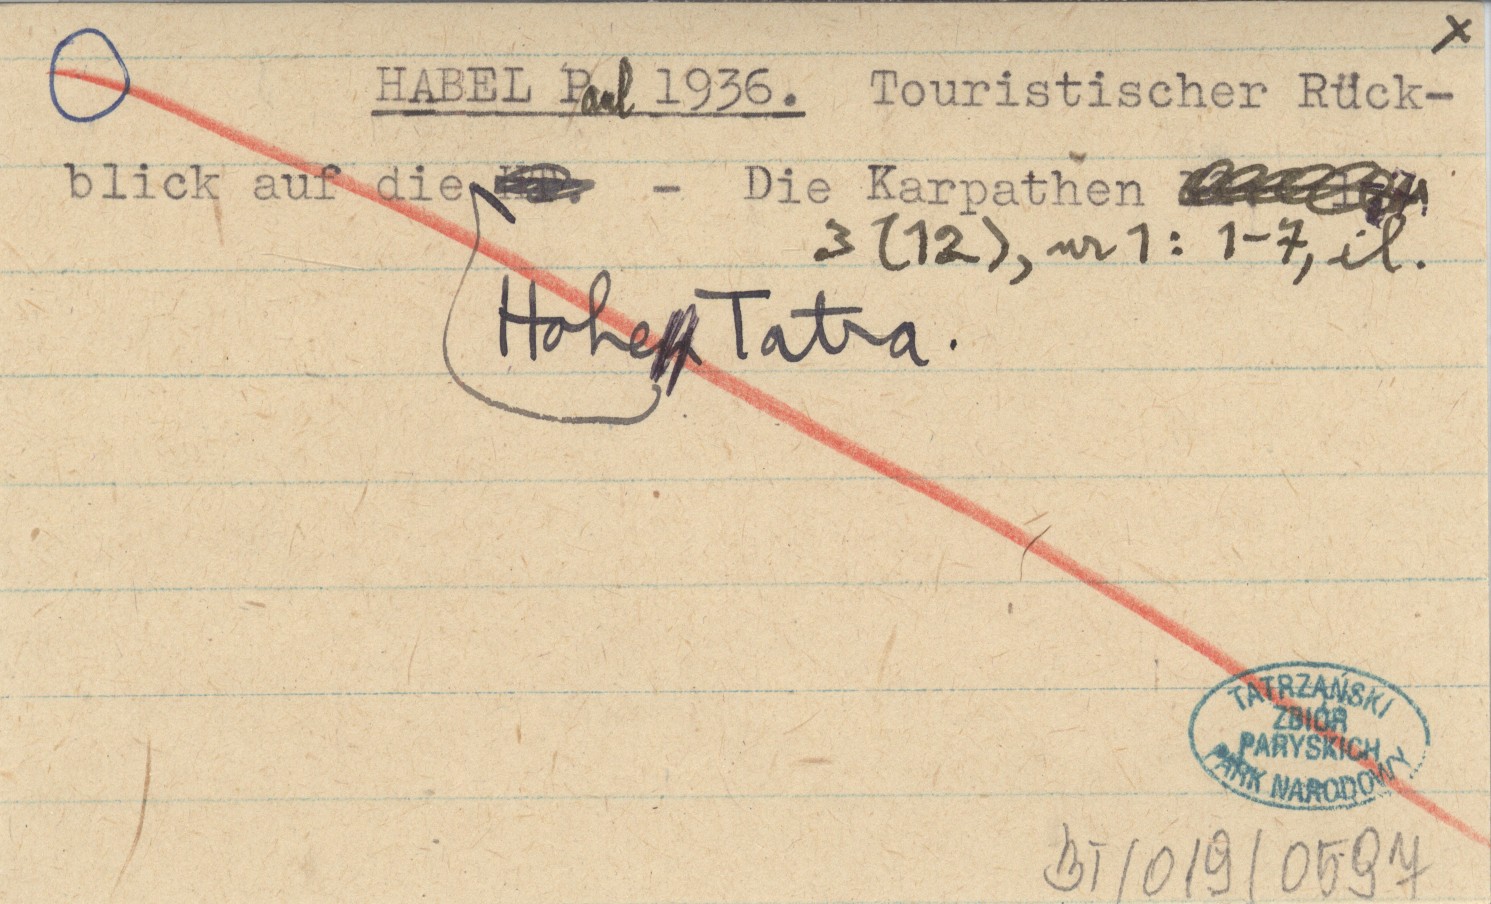 x
HABEL Paul 1936. Touristischer Rück-
blick auf die - Die Karpathen
3 (12), nr 1: 1-7, il.
Hohe Tatra.
TATRZAŃSKI
ZBIÓR
PARYSKICH
PARK NARODOWY
BT/019/0597